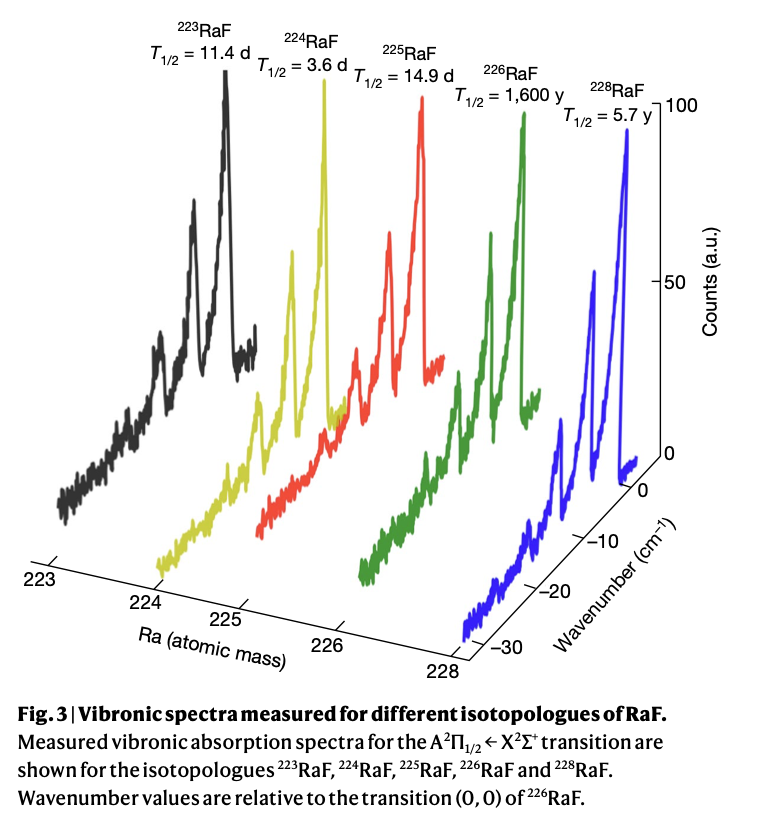 ²²³RaF
T₁/₂ = 11.4 d
²²⁴RaF
T₁/₂ = 3.6 d
²²⁵RaF
T₁/₂ = 14.9 d
²²⁶RaF
T₁/₂ = 1,600 y
²²⁸RaF
T₁/₂ = 5.7 y
100
50
0
Counts (a.u.)
0
–10
–20
–30
Wavenumber (cm⁻¹)
223
224
225
226
228
Ra (atomic mass)
Fig. 3 | Vibronic spectra measured for different isotopologues of RaF.
Measured vibronic absorption spectra for the A²Π₁/₂ ← X²Σ⁺ transition are
shown for the isotopologues ²²³RaF, ²²⁴RaF, ²²⁵RaF, ²²⁶RaF and ²²⁸RaF.
Wavenumber values are relative to the transition (0, 0) of ²²⁶RaF.